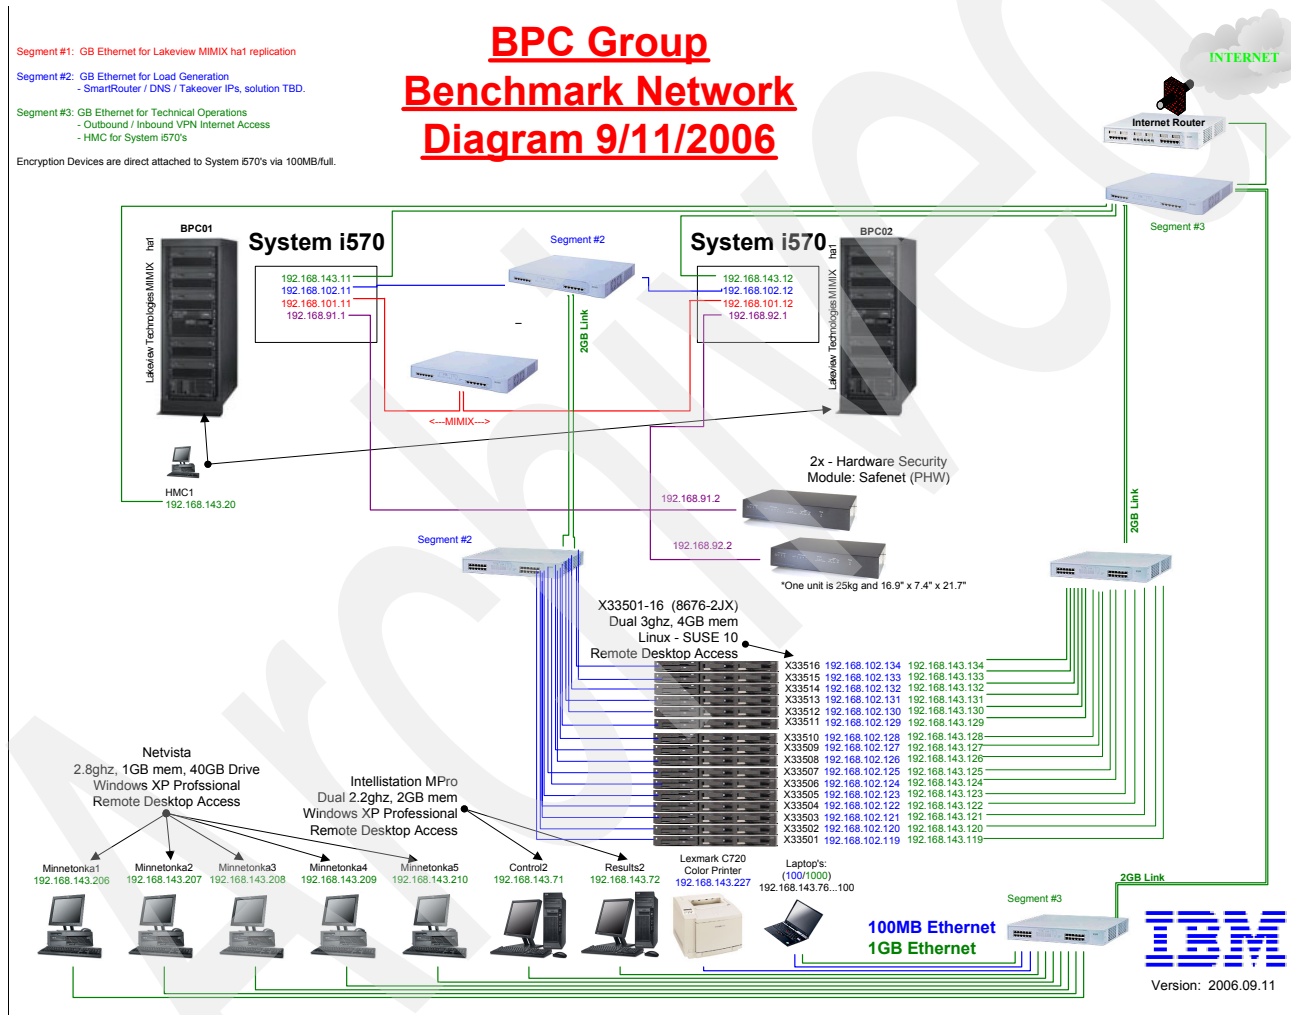 BPC Group
Benchmark Network
Diagram 9/11/2006
Segment #1:  GB Ethernet for Lakeview MIMIX ha1 replication
Segment #2:  GB Ethernet for Load Generation
- SmartRouter / DNS / Takeover IPs, solution TBD.
Segment #3:  GB Ethernet for Technical Operations
- Outbound / Inbound VPN Internet Access
- HMC for System i570's
Encryption Devices are direct attached to System i570's via 100MB/full.
INTERNET
Internet Router
Segment #3
BPC01
Lakeview Technologies MIMIX ha1
System i570
192.168.143.11
192.168.102.11
192.168.101.11
192.168.91.1
Segment #2
2GB Link
System i570
192.168.143.12
192.168.102.12
192.168.101.12
192.168.92.1
BPC02
Lakeview Technologies MIMIX ha1
<---MIMIX--->
HMC1
192.168.143.20
2x - Hardware Security
Module: Safenet (PHW)
192.168.91.2
192.168.92.2
*One unit is 25kg and 16.9" x 7.4" x 21.7"
Segment #2
2GB Link
X33501-16  (8676-2JX)
Dual 3ghz, 4GB mem
Linux - SUSE 10
Remote Desktop Access
X33516 192.168.102.134 192.168.143.134
X33515 192.168.102.133 192.168.143.133
X33514 192.168.102.132 192.168.143.132
X33513 192.168.102.131 192.168.143.131
X33512 192.168.102.130 192.168.143.130
X33511 192.168.102.129 192.168.143.129
X33510 192.168.102.128 192.168.143.128
X33509 192.168.102.127 192.168.143.127
X33508 192.168.102.126 192.168.143.126
X33507 192.168.102.125 192.168.143.125
X33506 192.168.102.124 192.168.143.124
X33505 192.168.102.123 192.168.143.123
X33504 192.168.102.122 192.168.143.122
X33503 192.168.102.121 192.168.143.121
X33502 192.168.102.120 192.168.143.120
X33501 192.168.102.119 192.168.143.119
Netvista
2.8ghz, 1GB mem, 40GB Drive
Windows XP Profssional
Remote Desktop Access
Intellistation MPro
Dual 2.2ghz, 2GB mem
Windows XP Professional
Remote Desktop Access
Minnetonka1
192.168.143.206
Minnetonka2
192.168.143.207
Minnetonka3
192.168.143.208
Minnetonka4
192.168.143.209
Minnetonka5
192.168.143.210
Control2
192.168.143.71
Results2
192.168.143.72
Lexmark C720
Color Printer
192.168.143.227
Laptop's:
(100/1000)
192.168.143.76...100
100MB Ethernet
1GB Ethernet
Segment #3
2GB Link
IBM
Version:  2006.09.11
Archived